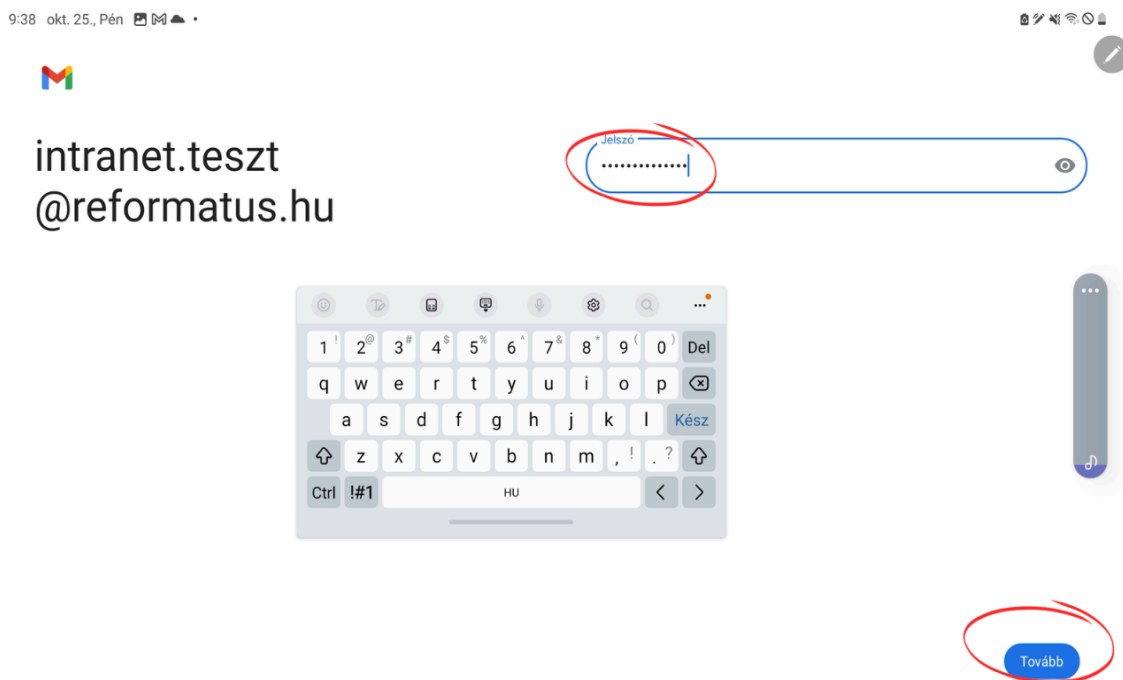 9:38 okt. 25., Pén
intranet.teszt
@reformatus.hu
Jelszó
••••••••••••••
1 ! 2 @ 3 # 4 $ 5 % 6 ^ 7 & 8 * 9 ( 0 ) Del
q w e r t y u i o p
a s d f g h j k l Kész
z x c v b n m , ! . ?
Ctrl !#1 HU < >
Tovább